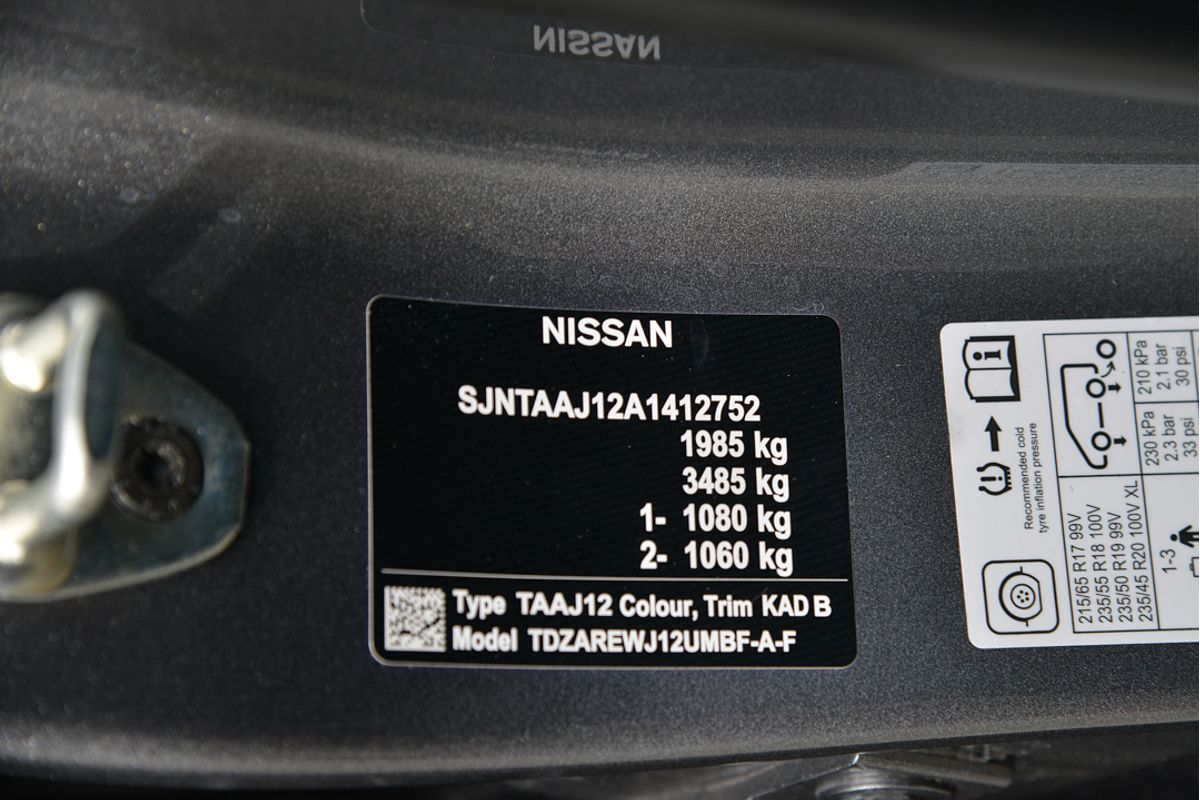 NISSAN
NISSAN
SJNTAAJ12A1412752
1985 kg
3485 kg
1- 1080 kg
2- 1060 kg
Type TAAJ12 Colour, Trim KAD B
Model TDZAREWJ12UMBF-A-F
i
Recommended cold
tyre inflation pressure
210 kPa
2.1 bar
30 psi
230 kPa
2.3 bar
33 psi
215/65 R17 99V
235/55 R18 100V
235/50 R19 99V
235/45 R20 100V XL
1-3